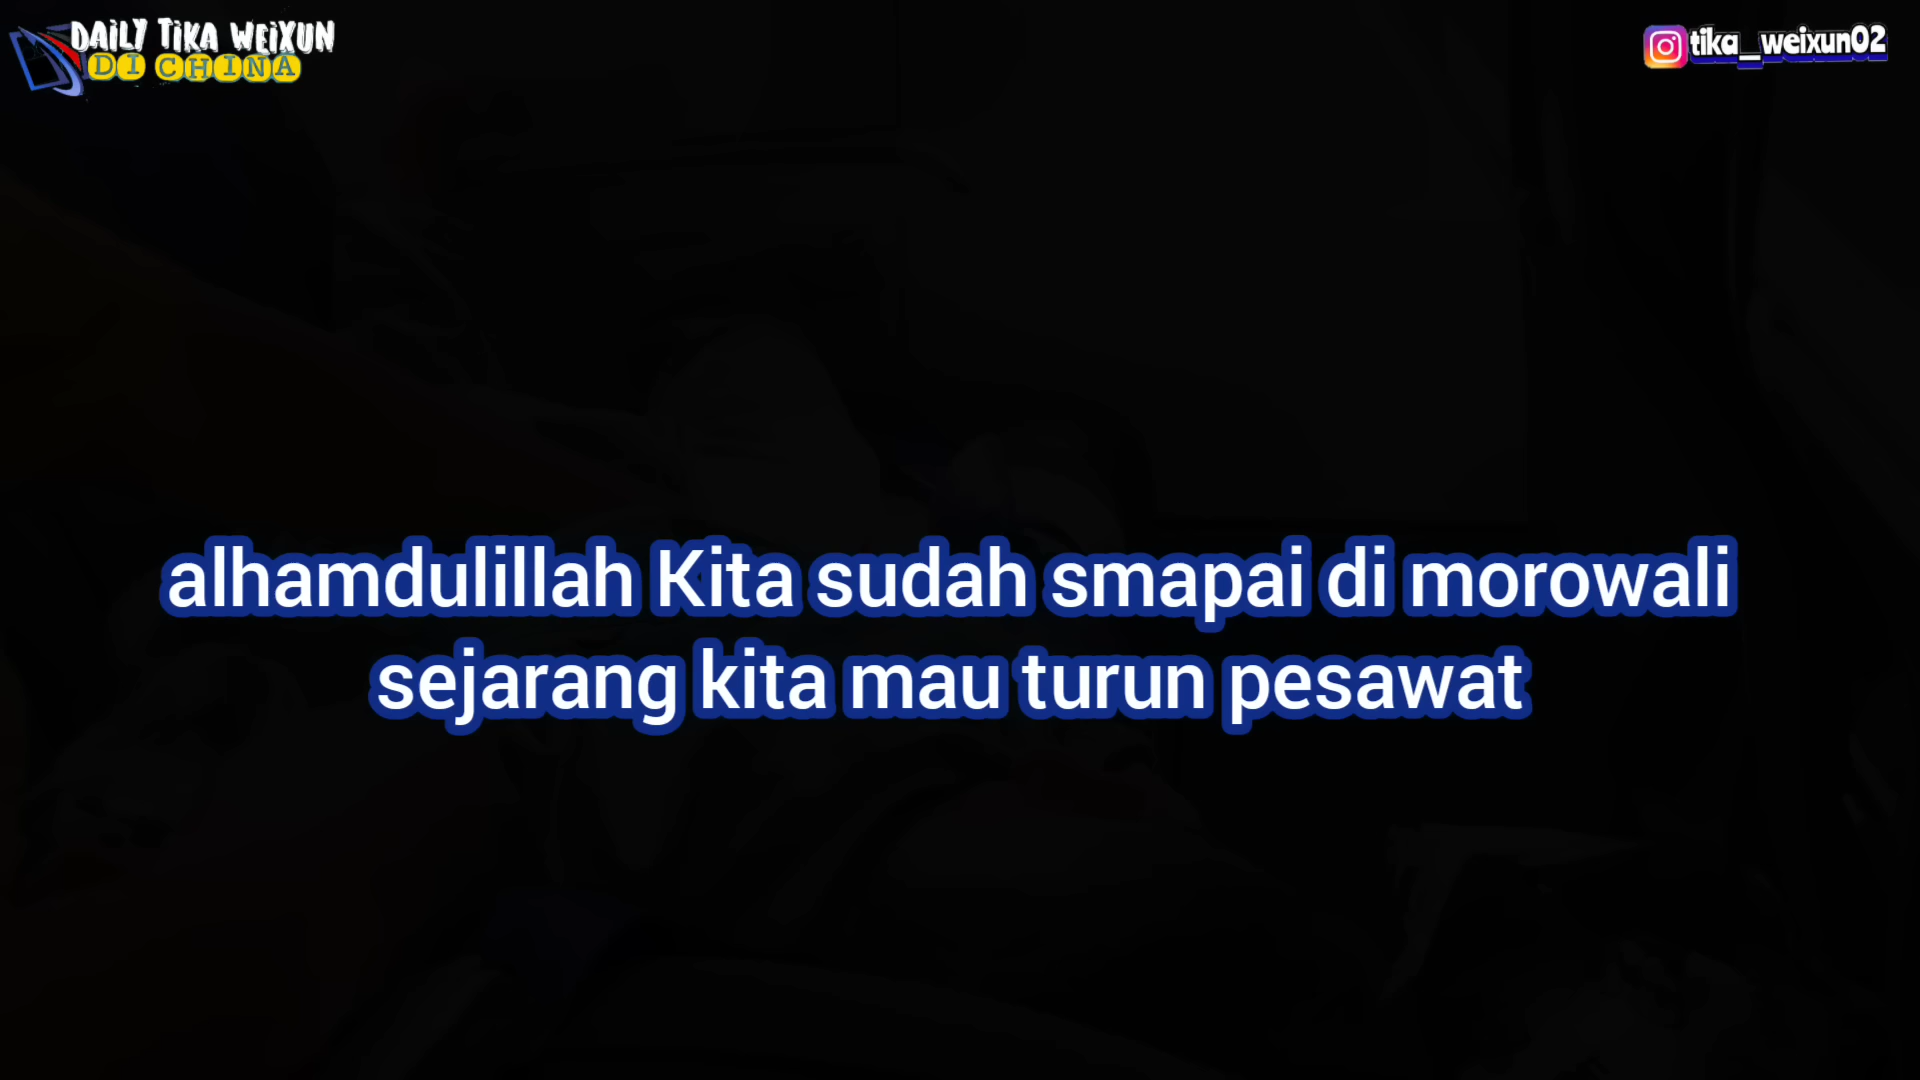 DAILY TIKA WEIXUN
DI CHINA
tika_weixun02
alhamdulillah Kita sudah smapai di morowali
sejarang kita mau turun pesawat